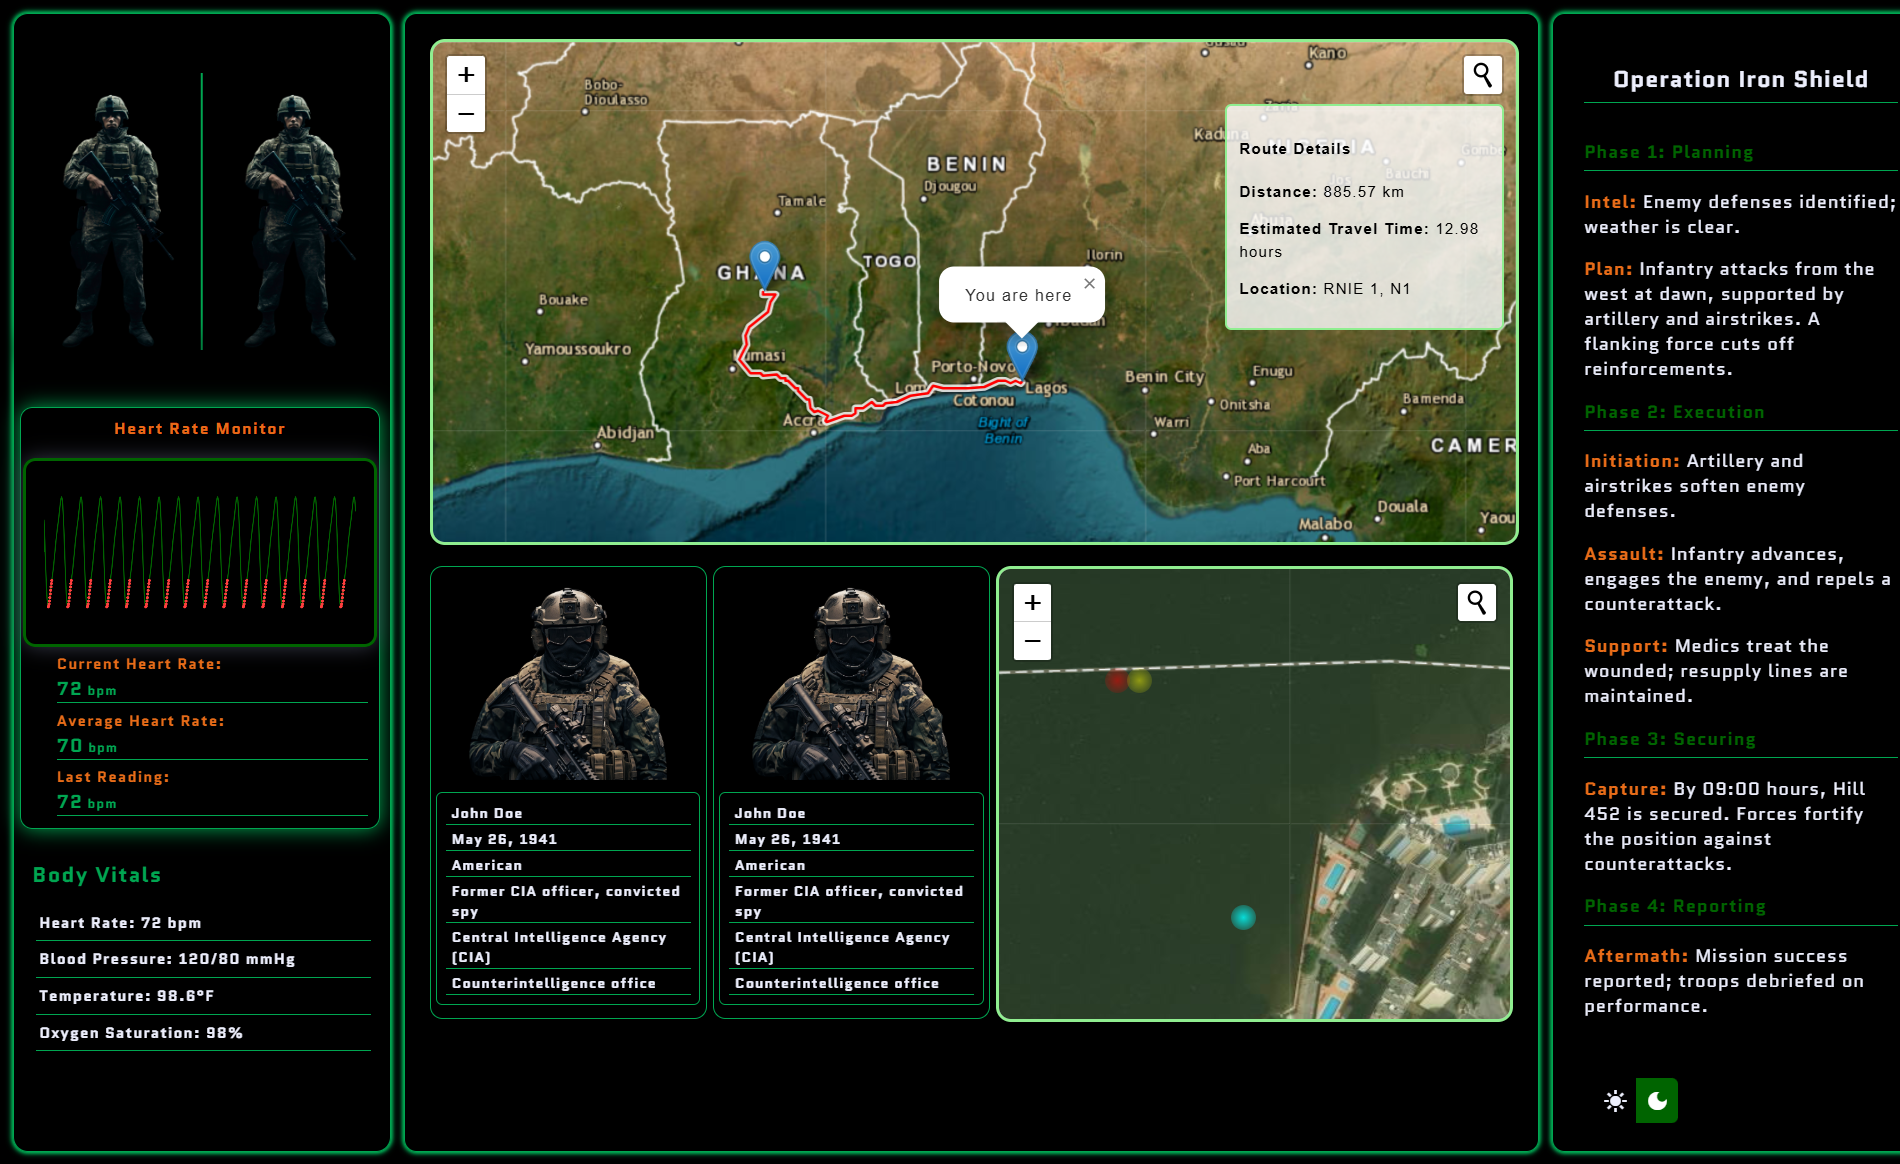 Heart Rate Monitor
Current Heart Rate:
72 bpm
Average Heart Rate:
70 bpm
Last Reading:
72 bpm
Body Vitals
Heart Rate: 72 bpm
Blood Pressure: 120/80 mmHg
Temperature: 98.6°F
Oxygen Saturation: 98%
+
−
Kano
Bobo-
Dioulasso
Zaria
Kaduna
BENIN
Djougou
Tamale
GHANA
TOGO
Ilorin
Bouake
Yamoussoukro
Kumasi
Ibadan
Porto-Novo
Lagos
Cotonou
Accra
Abidjan
Bight of
Benin
Benin City
Enugu
Onitsha
Warri
Aba
Port Harcourt
Bamenda
CAMER
Douala
Malabo
Yaou
Gombe
Bauchi
Jos
Abuja
You are here
×
Route Details
Distance: 885.57 km
Estimated Travel Time: 12.98
hours
Location: RNIE 1, N1
John Doe
May 26, 1941
American
Former CIA officer, convicted
spy
Central Intelligence Agency
(CIA)
Counterintelligence office
John Doe
May 26, 1941
American
Former CIA officer, convicted
spy
Central Intelligence Agency
(CIA)
Counterintelligence office
+
−
Operation Iron Shield
Phase 1: Planning
Intel: Enemy defenses identified;
weather is clear.
Plan: Infantry attacks from the
west at dawn, supported by
artillery and airstrikes. A
flanking force cuts off
reinforcements.
Phase 2: Execution
Initiation: Artillery and
airstrikes soften enemy
defenses.
Assault: Infantry advances,
engages the enemy, and repels a
counterattack.
Support: Medics treat the
wounded; resupply lines are
maintained.
Phase 3: Securing
Capture: By 09:00 hours, Hill
452 is secured. Forces fortify
the position against
counterattacks.
Phase 4: Reporting
Aftermath: Mission success
reported; troops debriefed on
performance.